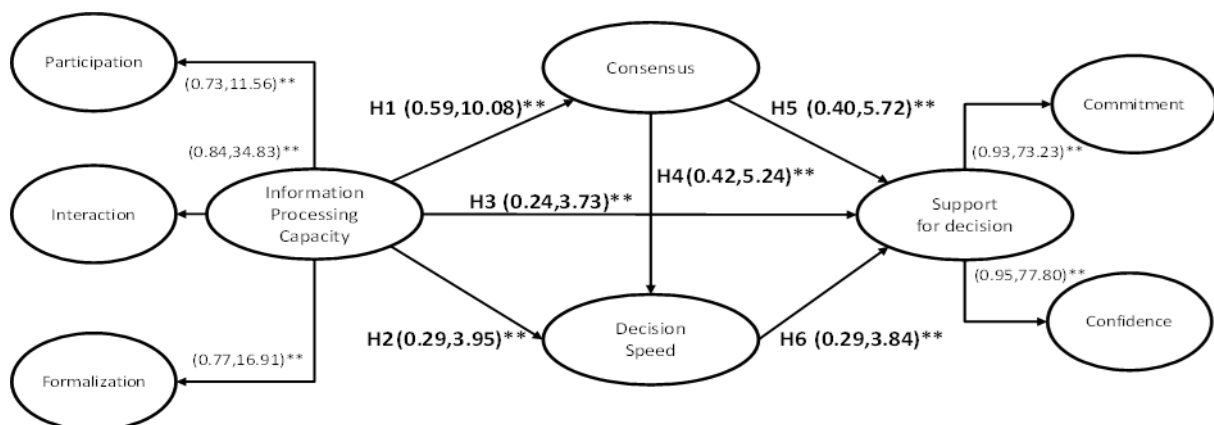 Participation
(0.73,11.56)**
(0.84,34.83)**
Interaction
Information
Processing
Capacity
(0.77,16.91)**
Formalization
H1 (0.59,10.08)**
Consensus
H5 (0.40,5.72)**
H4(0.42,5.24)**
H3 (0.24,3.73)**
H2(0.29,3.95)**
Decision
Speed
H6 (0.29,3.84)**
Support
for decision
Commitment
(0.93,73.23)**
(0.95,77.80)**
Confidence